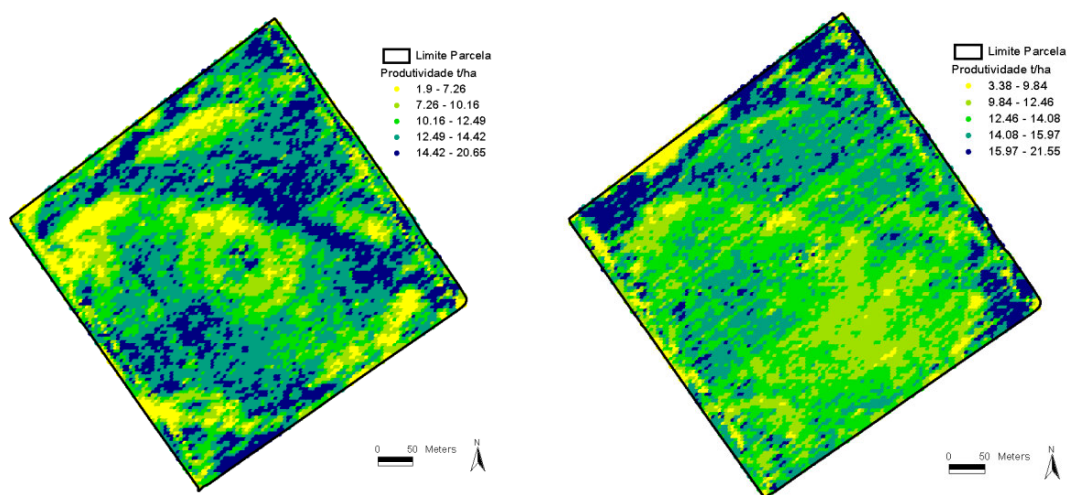 Limite Parcela
Produtividade t/ha
1.9 - 7.26
7.26 - 10.16
10.16 - 12.49
12.49 - 14.42
14.42 - 20.65
0 50 Meters
N
Limite Parcela
Produtividade t/ha
3.38 - 9.84
9.84 - 12.46
12.46 - 14.08
14.08 - 15.97
15.97 - 21.55
0 50 Meters
N